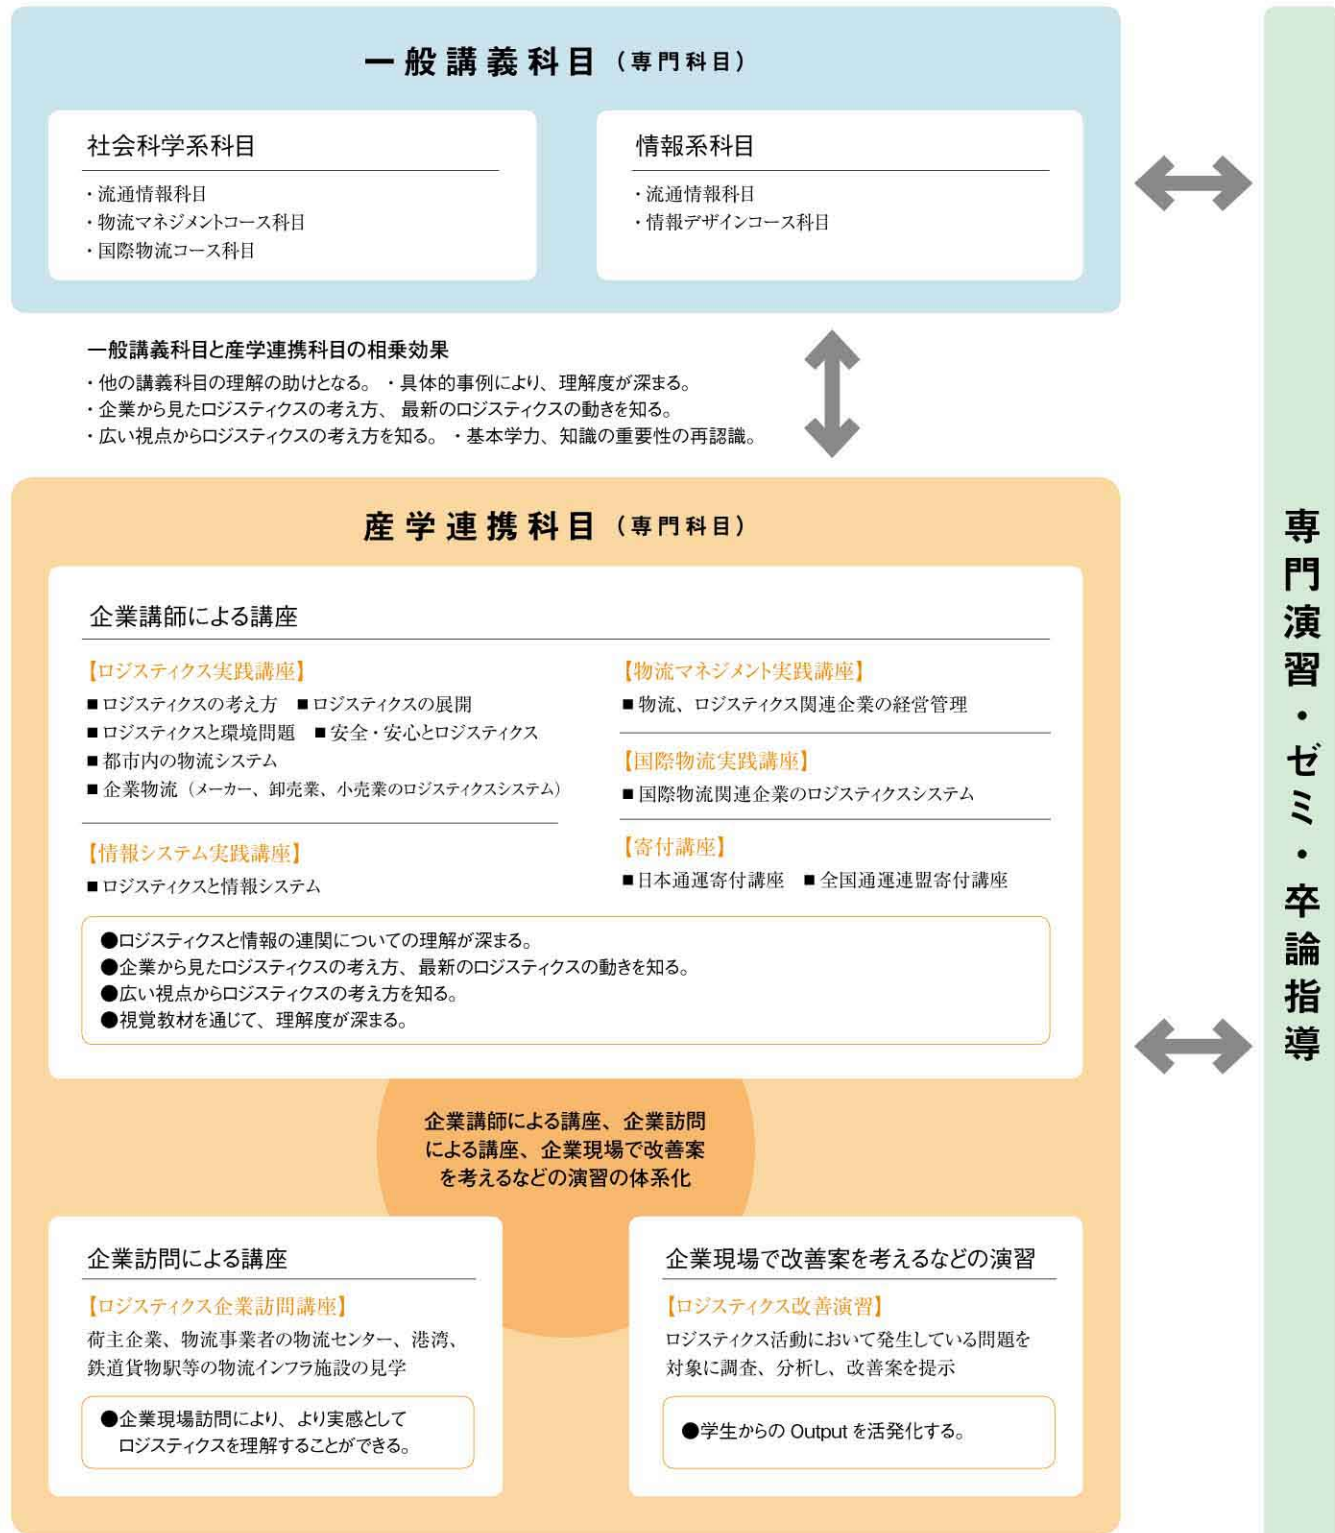 一般講義科目（専門科目）
社会科学系科目
・流通情報科目
・物流マネジメントコース科目
・国際物流コース科目
情報系科目
・流通情報科目
・情報デザインコース科目
一般講義科目と産学連携科目の相乗効果
・他の講義科目の理解の助けとなる。 ・具体的事例により、理解度が深まる。
・企業から見たロジスティクスの考え方、最新のロジスティクスの動きを知る。
・広い視点からロジスティクスの考え方を知る。 ・基本学力、知識の重要性の再認識。
産学連携科目（専門科目）
企業講師による講座
【ロジスティクス実践講座】
■ロジスティクスの考え方 ■ロジスティクスの展開
■ロジスティクスと環境問題 ■安全・安心とロジスティクス
■都市内の物流システム
■企業物流（メーカー、卸売業、小売業のロジスティクスシステム）
【情報システム実践講座】
■ロジスティクスと情報システム
【物流マネジメント実践講座】
■物流、ロジスティクス関連企業の経営管理
【国際物流実践講座】
■国際物流関連企業のロジスティクスシステム
【寄付講座】
■日本通運寄付講座 ■全国通運連盟寄付講座
●ロジスティクスと情報の連関についての理解が深まる。
●企業から見たロジスティクスの考え方、最新のロジスティクスの動きを知る。
●広い視点からロジスティクスの考え方を知る。
●視覚教材を通じて、理解度が深まる。
企業講師による講座、企業訪問
による講座、企業現場で改善案
を考えるなどの演習の体系化
企業訪問による講座
【ロジスティクス企業訪問講座】
荷主企業、物流事業者の物流センター、港湾、
鉄道貨物駅等の物流インフラ施設の見学
●企業現場訪問により、より実感として
ロジスティクスを理解することができる。
企業現場で改善案を考えるなどの演習
【ロジスティクス改善演習】
ロジスティクス活動において発生している問題を
対象に調査、分析し、改善案を提示
●学生からの Output を活発化する。
専門演習・ゼミ・卒論指導